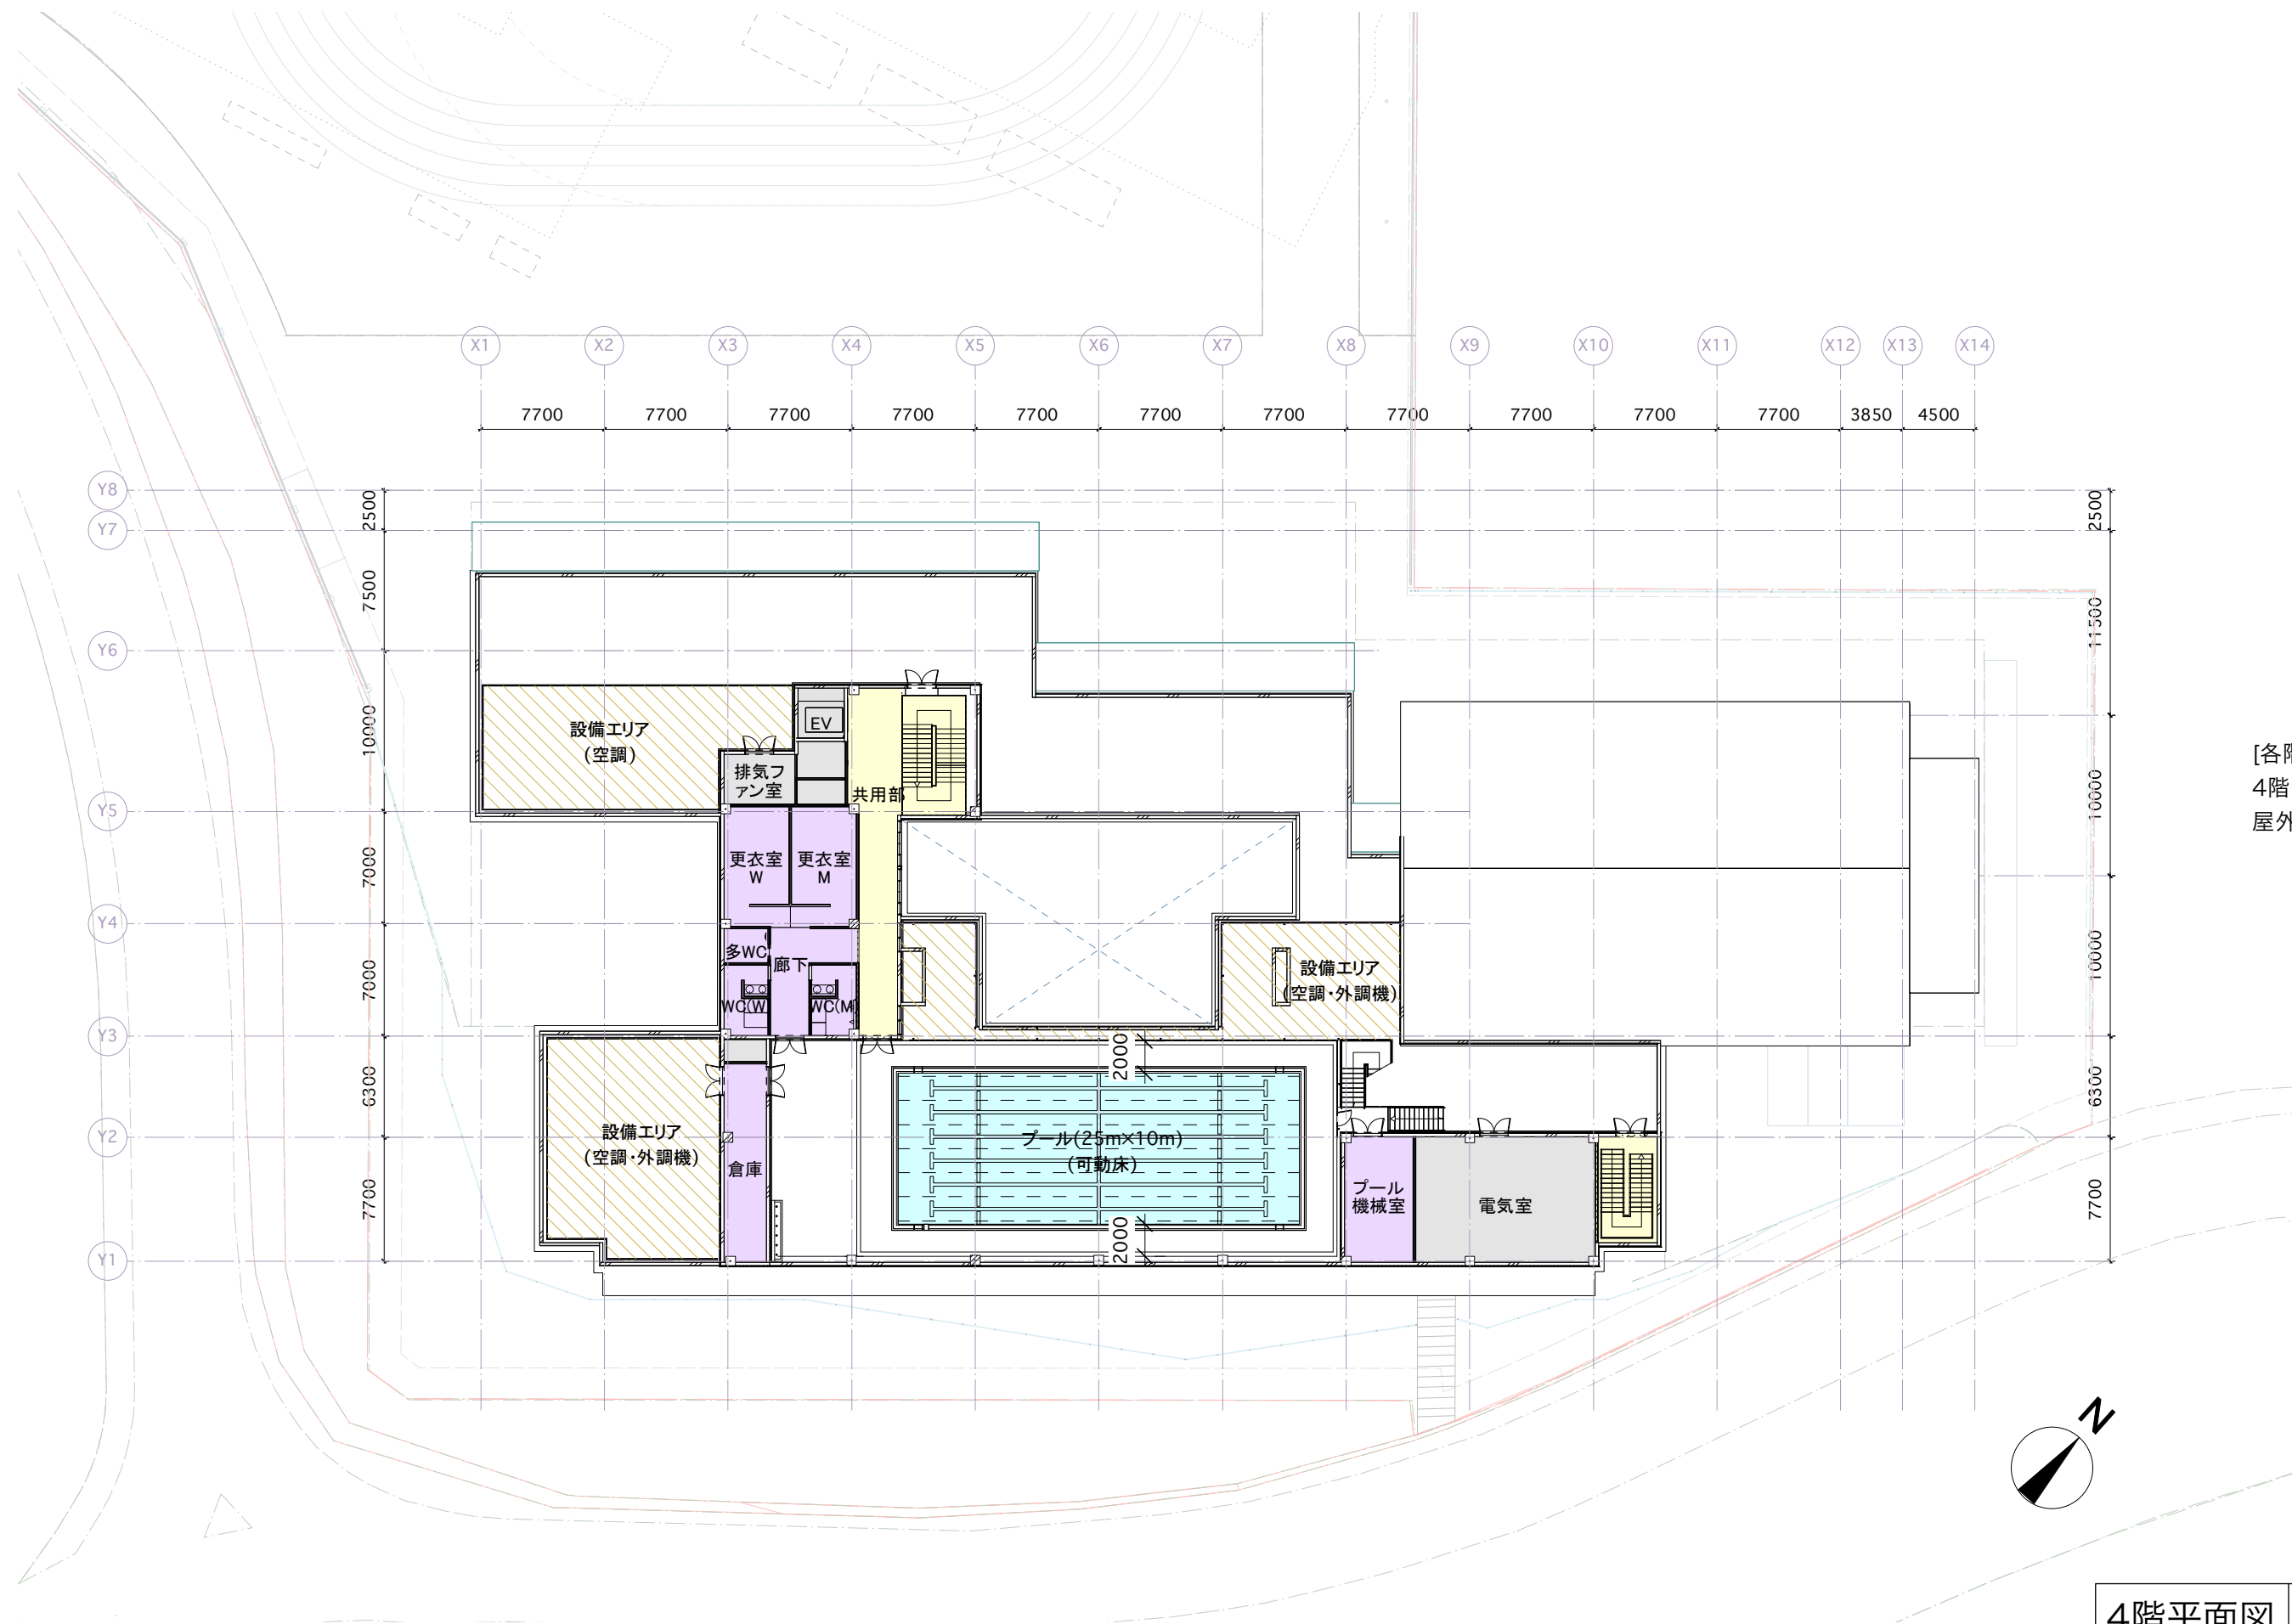 X1 X2 X3 X4 X5 X6 X7 X8 X9 X10 X11 X12 X13 X14
7700 7700 7700 7700 7700 7700 7700 7700 7700 7700 7700 3850 4500
Y8
Y7
Y6
Y5
Y4
Y3
Y2
Y1
2500
7500
10000
7000
7000
6300
7700
2500
11500
10000
10000
6300
7700
設備エリア
(空調)
EV
排気フ
ァン室
共用部
更衣室
W
更衣室
M
多WC
廊下
WC(W)
WC(M)
設備エリア
(空調・外調機)
設備エリア
(空調・外調機)
倉庫
2000
プール(25m×10m)
(可動床)
2000
プール
機械室
電気室
[各階
4階
屋外
N
4階平面図